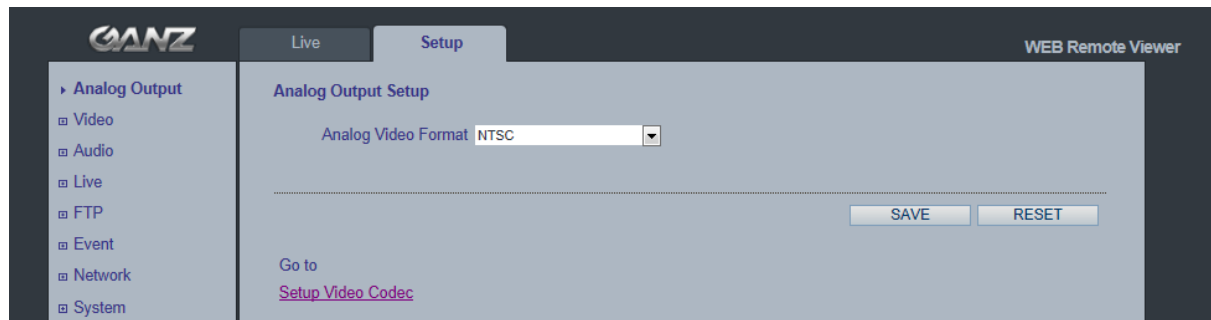 GANZ
Live
Setup
WEB Remote Viewer
Analog Output
Video
Audio
Live
FTP
Event
Network
System
Analog Output Setup
Analog Video Format NTSC
SAVE RESET
Go to
Setup Video Codec